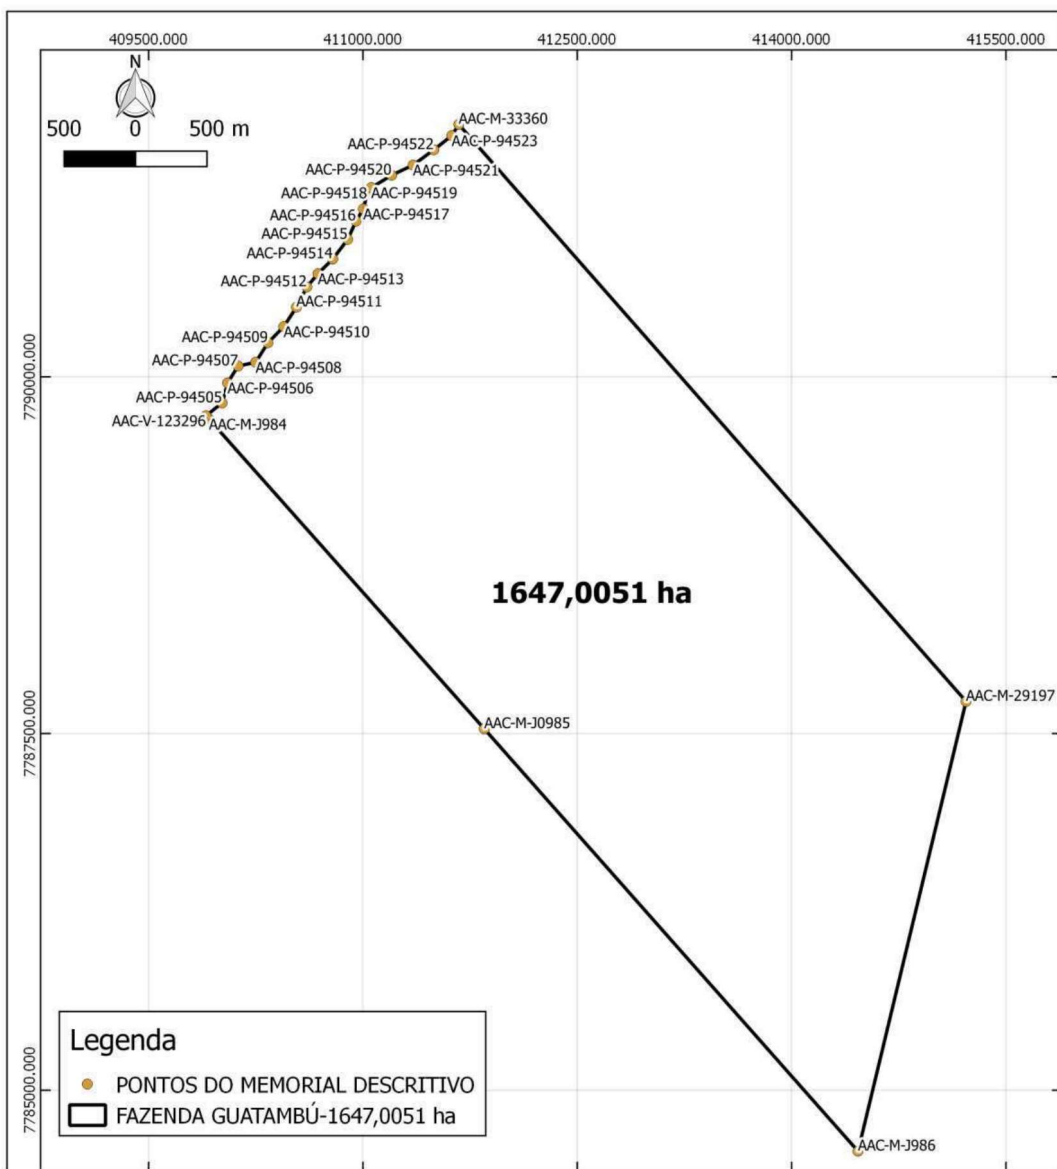 409500.000 411000.000 412500.000 414000.000 415500.000
N
500 0 500 m
AAC-M-33360
AAC-P-94523
AAC-P-94522
AAC-P-94521
AAC-P-94520
AAC-P-94519
AAC-P-94518
AAC-P-94517
AAC-P-94516
AAC-P-94515
AAC-P-94514
AAC-P-94513
AAC-P-94512
AAC-P-94511
AAC-P-94510
AAC-P-94509
AAC-P-94508
AAC-P-94507
AAC-P-94506
AAC-P-94505
AAC-V-123296
AAC-M-J984
7790000.000
1647,0051 ha
AAC-M-29197
AAC-M-J0985
7787500.000
7785000.000
Legenda
PONTOS DO MEMORIAL DESCRITIVO
FAZENDA GUATAMBÚ-1647,0051 ha
AAC-M-J986